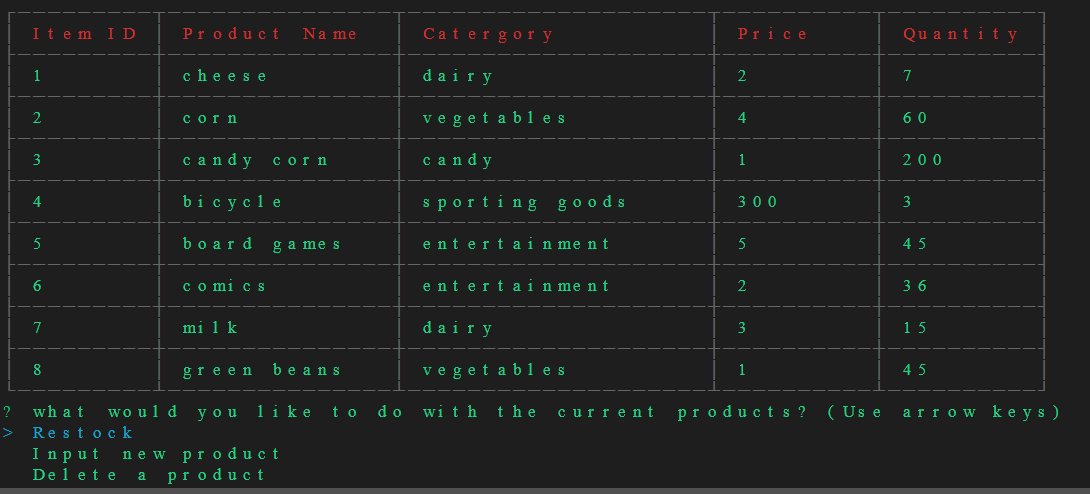 Item ID Product Name Catergory Price Quantity
1 cheese dairy 2 7
2 corn vegetables 4 60
3 candy corn candy 1 200
4 bicycle sporting goods 300 3
5 board games entertainment 5 45
6 comics entertainment 2 36
7 milk dairy 3 15
8 green beans vegetables 1 45
? what would you like to do with the current products? (Use arrow keys)
> Restock
Input new product
Delete a product